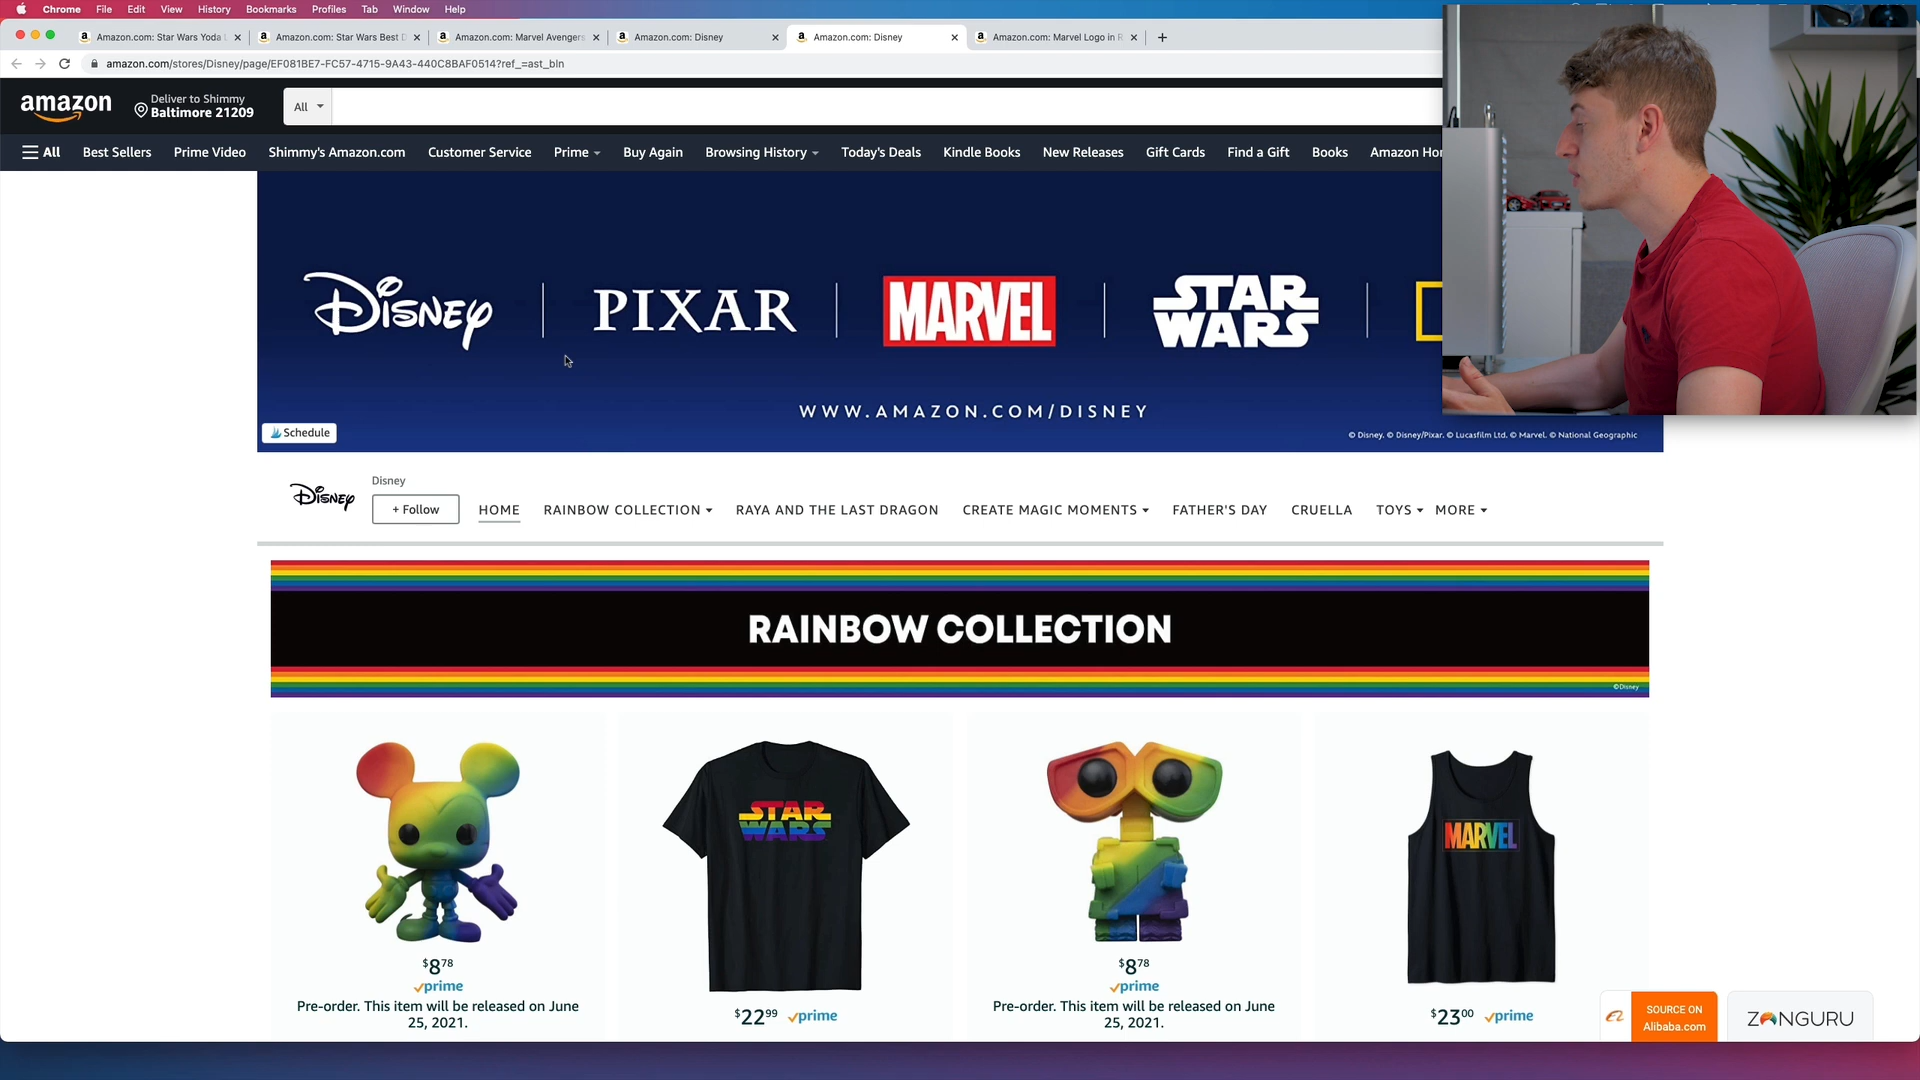 Chrome File Edit View History Bookmarks Profiles Tab Window Help
Amazon.com: Star Wars Yoda
Amazon.com: Star Wars Best D
Amazon.com: Marvel Avengers
Amazon.com: Disney
Amazon.com: Disney
Amazon.com: Marvel Logo in R
amazon.com/stores/Disney/page/EF081BE7-FC57-4715-9A43-440C8BAF0514?ref_=ast_bln
amazon
Deliver to Shimmy
Baltimore 21209
All
All Best Sellers Prime Video Shimmy's Amazon.com Customer Service Prime Buy Again Browsing History Today's Deals Kindle Books New Releases Gift Cards Find a Gift Books Amazon Hom
Disney PIXAR MARVEL STAR WARS
WWW.AMAZON.COM/DISNEY
Schedule
© Disney. © Disney/Pixar. © Lucasfilm Ltd. © Marvel. © National Geographic
Disney
Disney
+ Follow
HOME RAINBOW COLLECTION RAYA AND THE LAST DRAGON CREATE MAGIC MOMENTS FATHER'S DAY CRUELLA TOYS MORE
RAINBOW COLLECTION
©Disney
STAR
WARS
MARVEL
$878
prime
Pre-order. This item will be released on June
25, 2021.
$2299 prime
$878
prime
Pre-order. This item will be released on June
25, 2021.
$2300 prime
SOURCE ON
Alibaba.com
ZONGURU